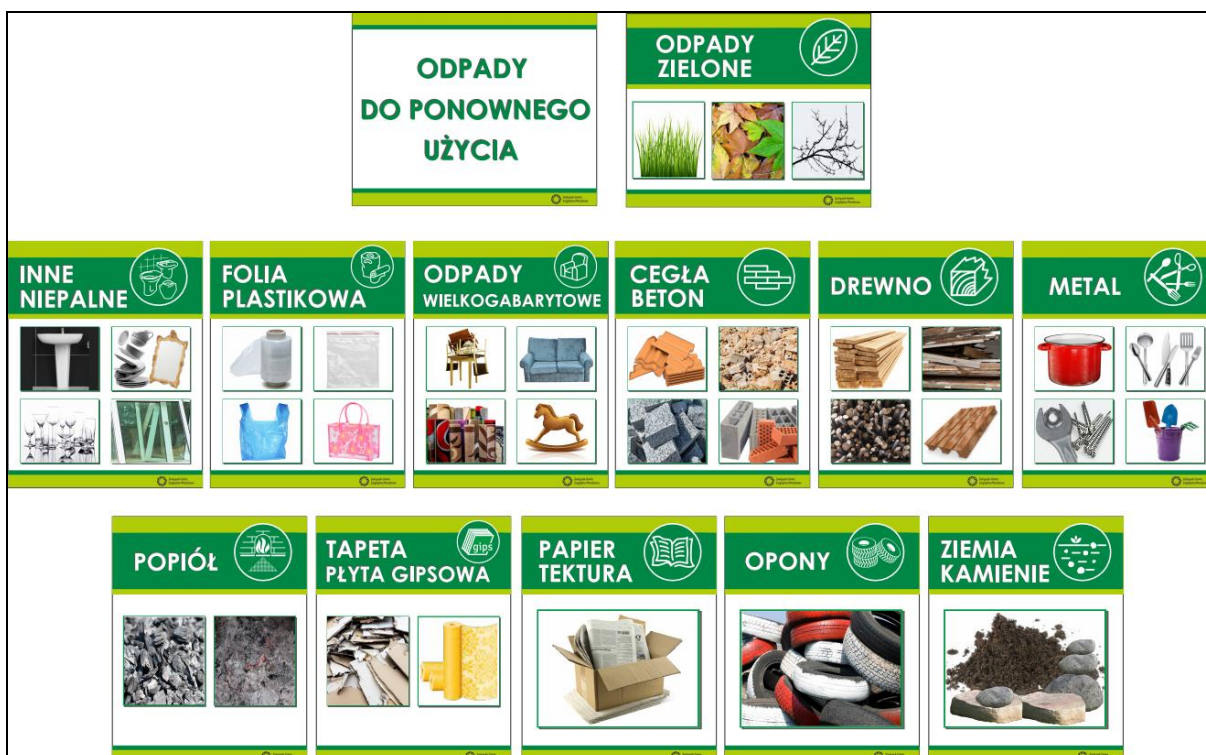 ODPADY
DO PONOWNEGO
UŻYCIA
ODPADY
ZIELONE
INNE
NIEPALNE
FOLIA
PLASTIKOWA
ODPADY
WIELKOGABARYTOWE
CEGŁA
BETON
DREWNO
METAL
POPIÓŁ
TAPETA
PŁYTA GIPSOWA
gips
PAPIER
TEKTURA
OPONY
ZIEMIA
KAMIENIE